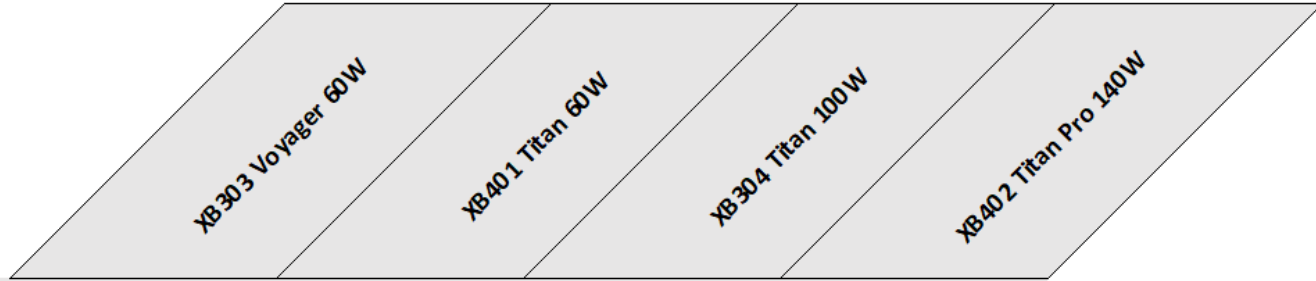 XB303 Voyager 60W
XB401 Titan 60W
XB304 Titan 100W
XB402 Titan Pro 140W